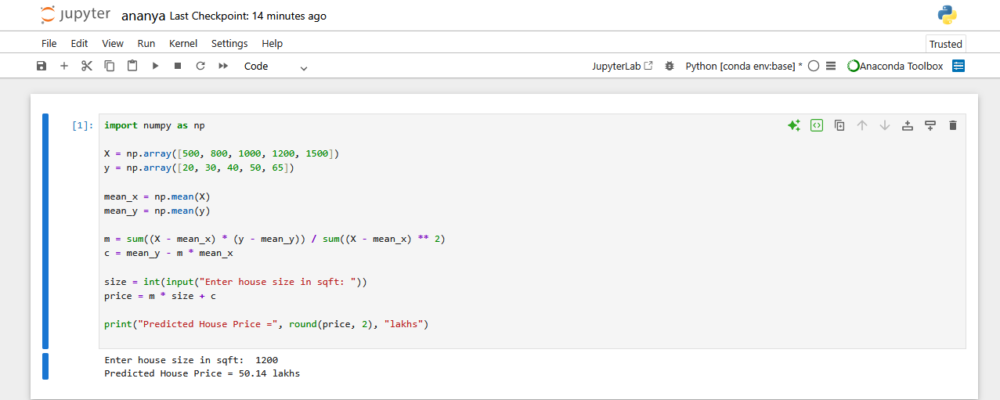 jupyter ananya Last Checkpoint: 14 minutes ago
File Edit View Run Kernel Settings Help Trusted
Code JupyterLab Python [conda env:base] * Anaconda Toolbox
[1]: import numpy as np
X = np.array([500, 800, 1000, 1200, 1500])
y = np.array([20, 30, 40, 50, 65])
mean_x = np.mean(X)
mean_y = np.mean(y)
m = sum((X - mean_x) * (y - mean_y)) / sum((X - mean_x) ** 2)
c = mean_y - m * mean_x
size = int(input("Enter house size in sqft: "))
price = m * size + c
print("Predicted House Price =", round(price, 2), "lakhs")
Enter house size in sqft:  1200
Predicted House Price = 50.14 lakhs